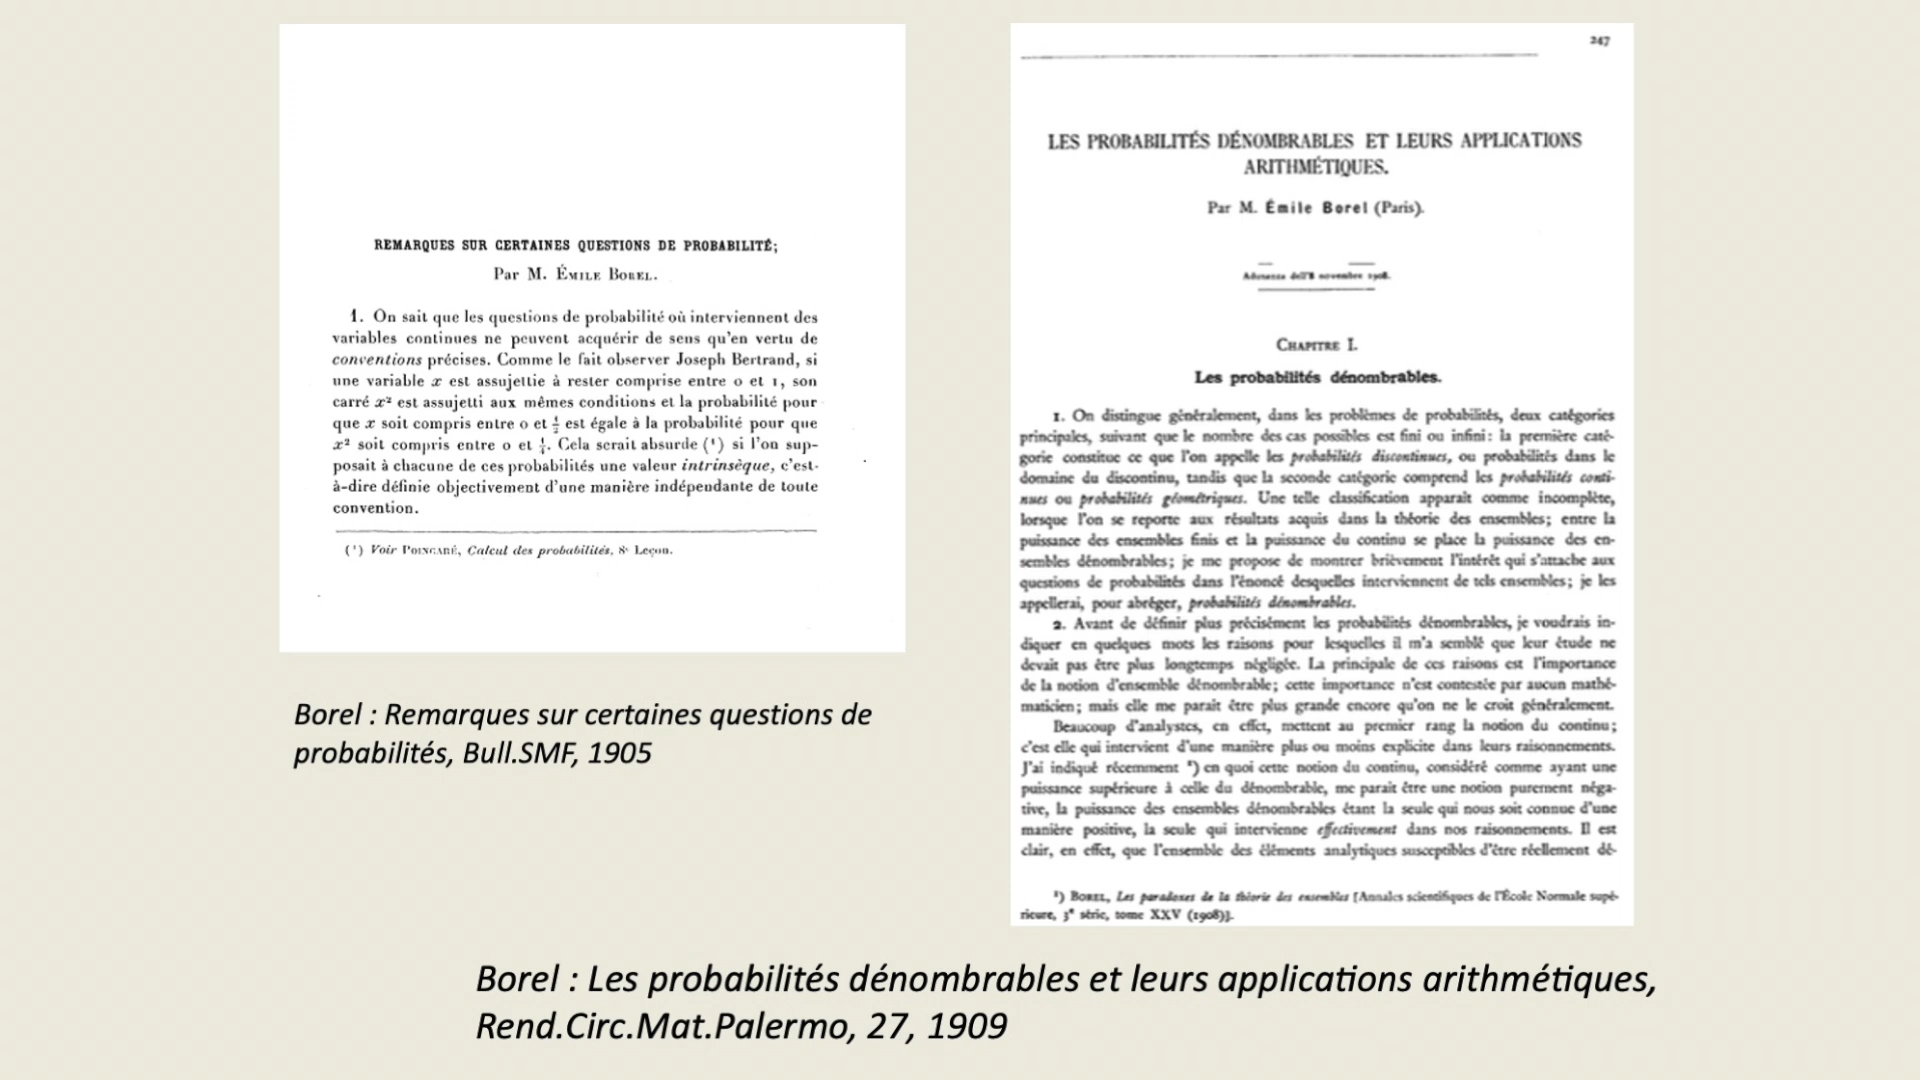 REMARQUES SUR CERTAINES QUESTIONS DE PROBABILITÉ;
Par M. ÉMILE BOREL.
1. On sait que les questions de probabilité où interviennent des
variables continues ne peuvent acquérir de sens qu'en vertu de
conventions précises. Comme le fait observer Joseph Bertrand, si
une variable x est assujettie à rester comprise entre 0 et 1, son
carré x² est assujetti aux mêmes conditions et la probabilité pour
que x soit compris entre 0 et ½ est égale à la probabilité pour que
x² soit compris entre 0 et ¼. Cela serait absurde (¹) si l'on sup-
posait à chacune de ces probabilités une valeur intrinsèque, c'est-
à-dire définie objectivement d'une manière indépendante de toute
convention.
(¹) Voir POINCARÉ, Calcul des probabilités, 8ᵉ Leçon.
Borel : Remarques sur certaines questions de
probabilités, Bull.SMF, 1905
247
LES PROBABILITÉS DÉNOMBRABLES ET LEURS APPLICATIONS
ARITHMÉTIQUES.
Par M. Émile Borel (Paris).
Adunanza dell'8 novembre 1908.
CHAPITRE I.
Les probabilités dénombrables.
1. On distingue généralement, dans les problèmes de probabilités, deux catégories
principales, suivant que le nombre des cas possibles est fini ou infini: la première caté-
gorie constitue ce que l'on appelle les probabilités discontinues, ou probabilités dans le
domaine du discontinu, tandis que la seconde catégorie comprend les probabilités conti-
nues ou probabilités géométriques. Une telle classification apparaît comme incomplète,
lorsque l'on se reporte aux résultats acquis dans la théorie des ensembles; entre la
puissance des ensembles finis et la puissance du continu se place la puissance des en-
sembles dénombrables; je me propose de montrer brièvement l'intérêt qui s'attache aux
questions de probabilités dans l'énoncé desquelles interviennent de tels ensembles; je les
appellerai, pour abréger, probabilités dénombrables.
2. Avant de définir plus précisément les probabilités dénombrables, je voudrais in-
diquer en quelques mots les raisons pour lesquelles il m'a semblé que leur étude ne
devait pas être plus longtemps négligée. La principale de ces raisons est l'importance
de la notion d'ensemble dénombrable; cette importance n'est contestée par aucun mathé-
maticien; mais elle me paraît être plus grande encore qu'on ne le croit généralement.
Beaucoup d'analystes, en effet, mettent au premier rang la notion du continu;
c'est elle qui intervient d'une manière plus ou moins explicite dans leurs raisonnements.
J'ai indiqué récemment ¹) en quoi cette notion du continu, considéré comme ayant une
puissance supérieure à celle du dénombrable, me paraît être une notion purement néga-
tive, la puissance des ensembles dénombrables étant la seule qui nous soit connue d'une
manière positive, la seule qui intervienne effectivement dans nos raisonnements. Il est
clair, en effet, que l'ensemble des éléments analytiques susceptibles d'être réellement dé-
¹) BOREL, Les paradoxes de la théorie des ensembles [Annales scientifiques de l'École Normale supé-
rieure, 3ᵉ série, tome XXV (1908)].
Borel : Les probabilités dénombrables et leurs applications arithmétiques,
Rend.Circ.Mat.Palermo, 27, 1909